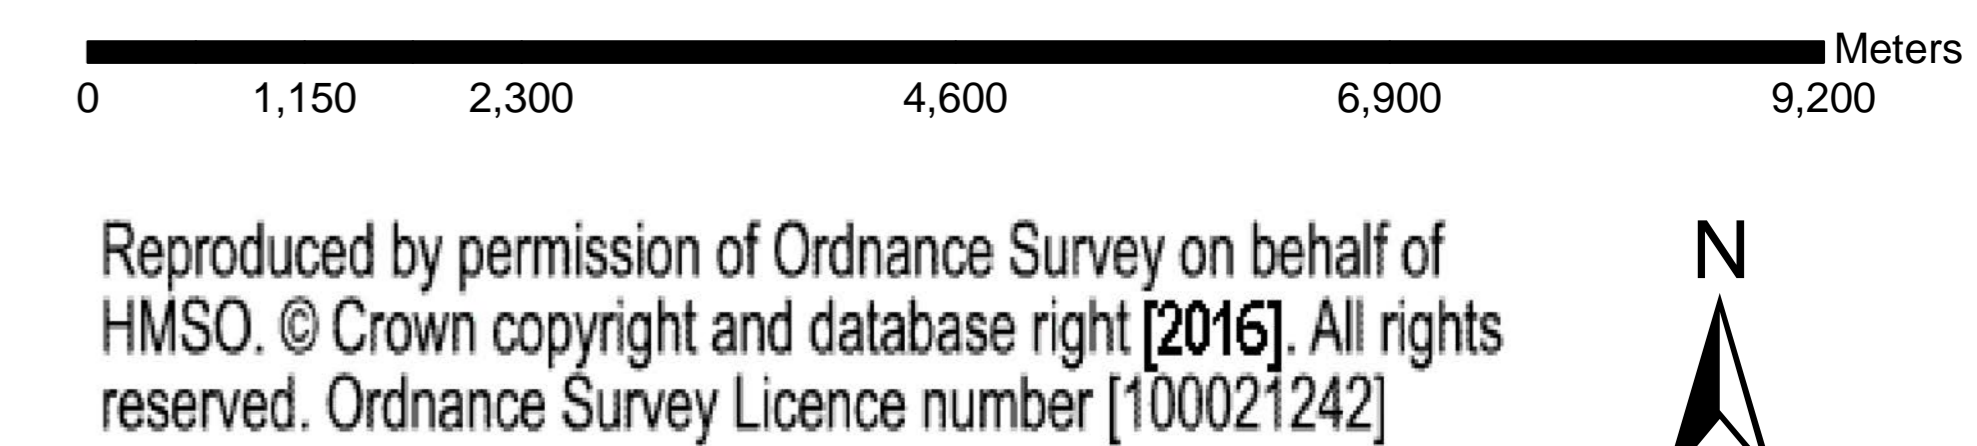 Meters
0 1,150 2,300 4,600 6,900 9,200
Reproduced by permission of Ordnance Survey on behalf of
HMSO. © Crown copyright and database right [2016]. All rights
reserved. Ordnance Survey Licence number [100021242]
N